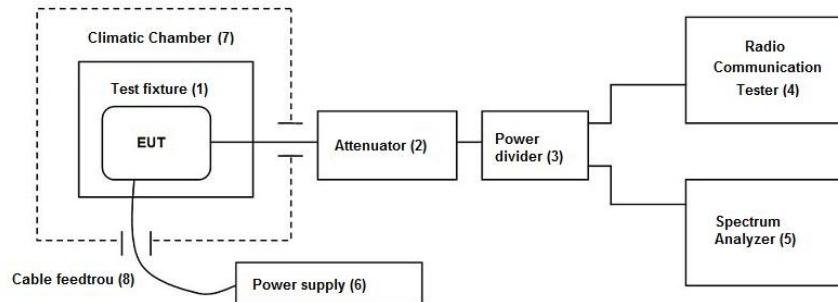 Climatic Chamber (7)
Test fixture (1)
EUT
Attenuator (2)
Power
divider (3)
Radio
Communication
Tester (4)
Spectrum
Analyzer (5)
Cable feedtrou (8)
Power supply (6)